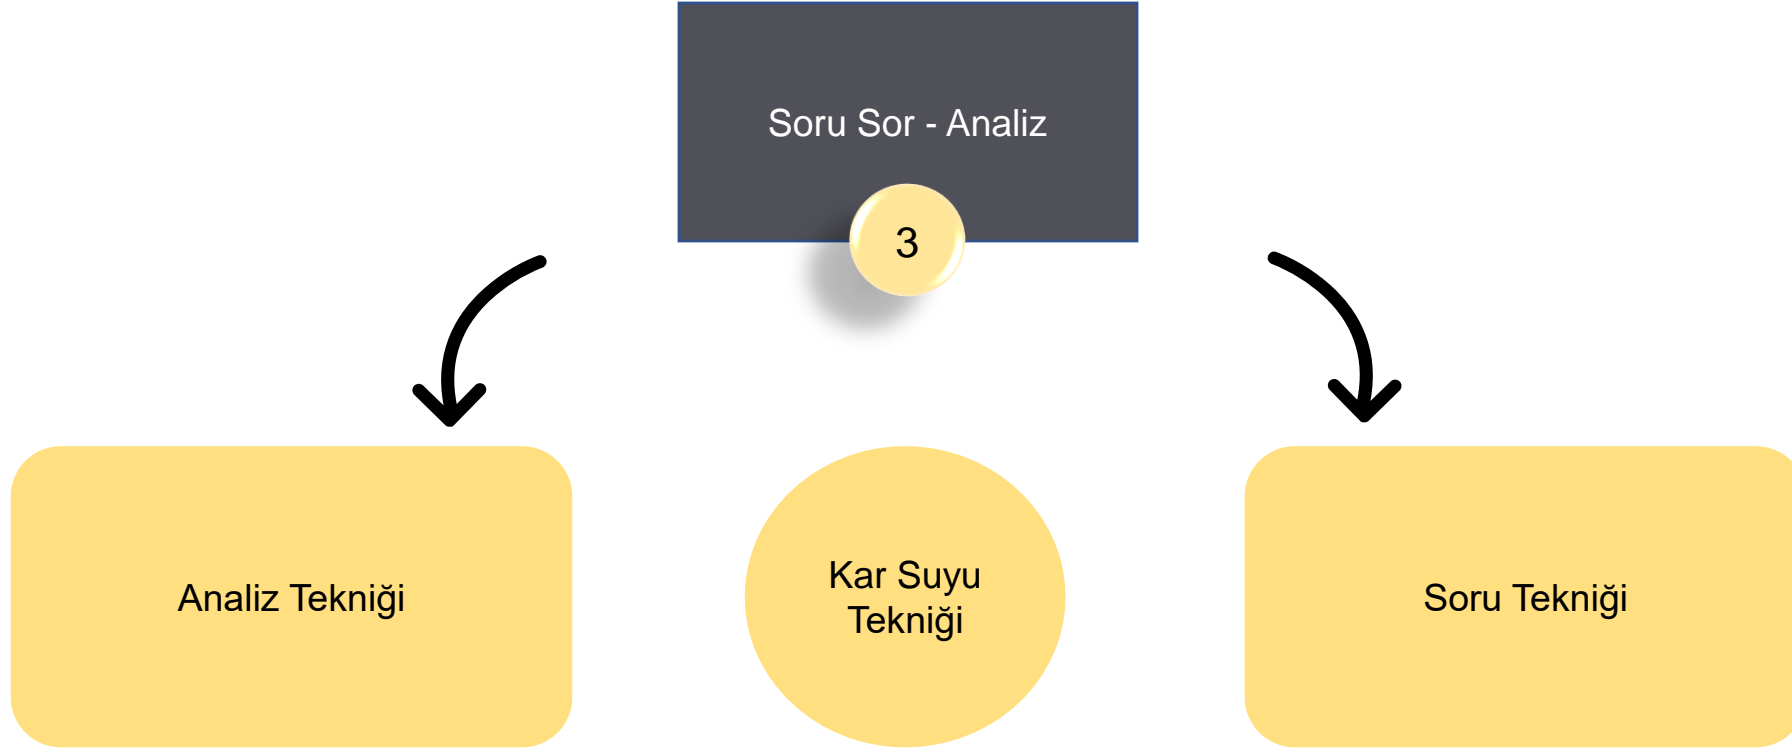 Soru Sor - Analiz
3
Analiz Tekniği
Kar Suyu
Tekniği
Soru Tekniği